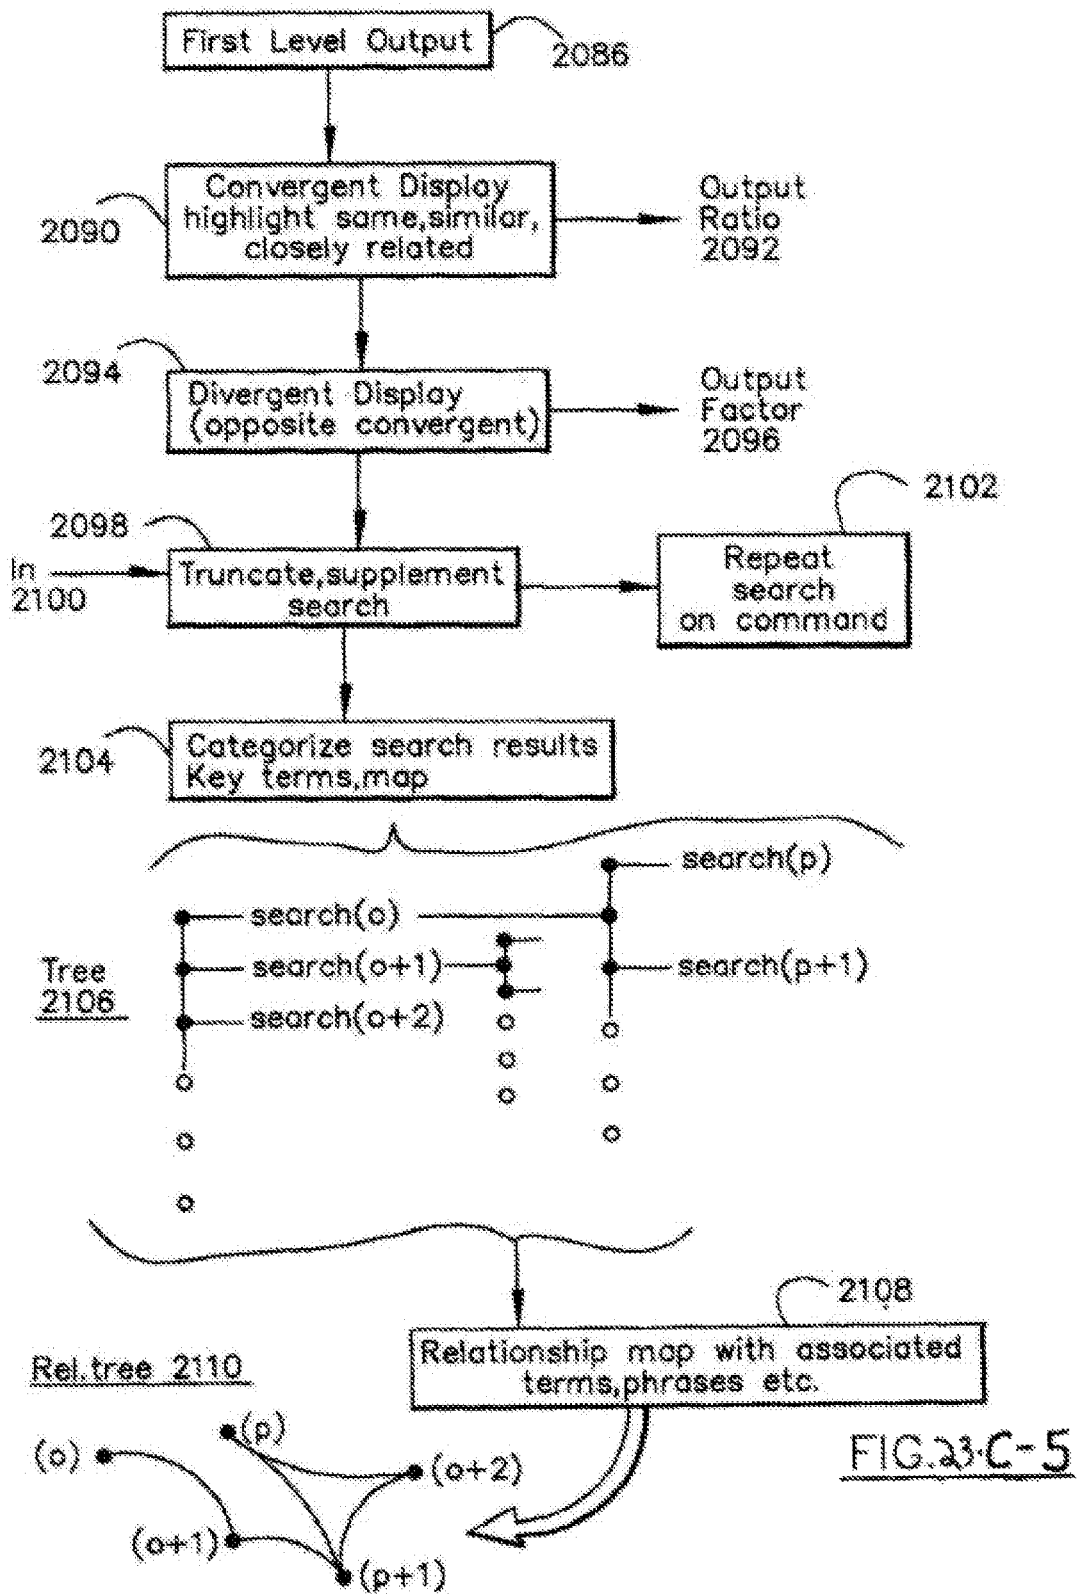 First Level Output
2086
Convergent Display
highlight same,similar,
closely related
2090
Output
Ratio
2092
2094
Divergent Display
(opposite convergent)
Output
Factor
2096
2102
2098
In
2100
Truncate,supplement
search
Repeat
search
on command
2104
Categorize search results
Key terms,map
search(p)
search(o)
search(o+1)
search(p+1)
Tree
2106
search(o+2)
2108
Relationship map with associated
terms,phrases etc.
Rel.tree 2110
(p)
(o)
(o+2)
(o+1)
(p+1)
FIG.23.C-5